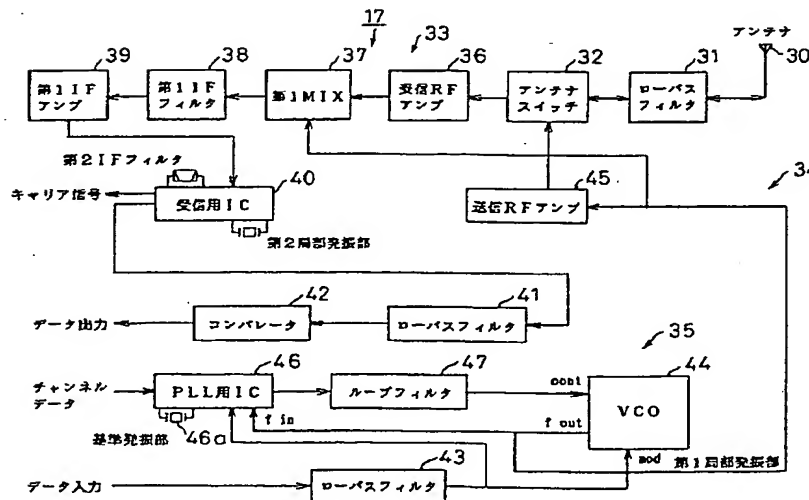 アンテナ
17
39
38
37
33
36
32
31
30
第1IF
アンプ
第1IF
フィルタ
第1MIX
受信RF
アンプ
アンテナ
スイッチ
ローパス
フィルタ
第2IFフィルタ
キャリア信号
40
受信用IC
第2局部発振部
45
送信RFアンプ
34
42
41
データ出力
コンパレータ
ローパスフィルタ
35
46
47
44
チャンネル
データ
PLL用IC
ループフィルタ
cont
VCO
f in
f out
46a
基準発振部
mod
第1局部発振部
43
データ入力
ローパスフィルタ